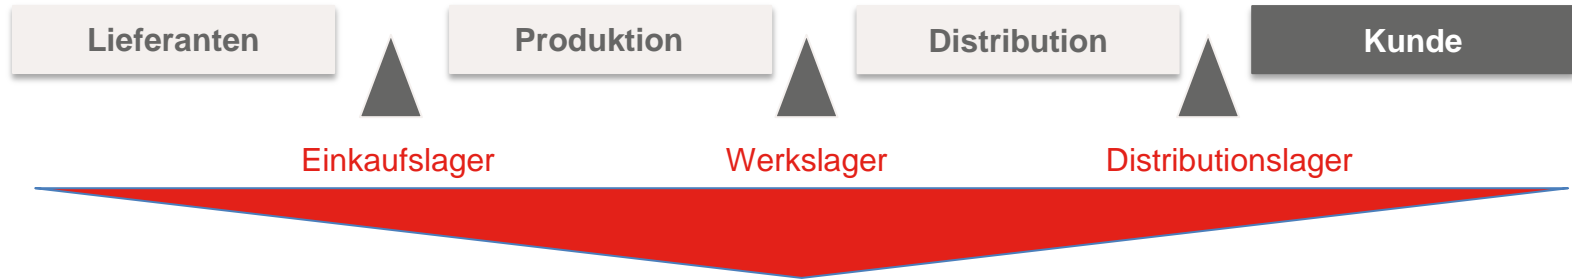 Lieferanten Produktion Distribution Kunde
Einkaufslager Werkslager Distributionslager